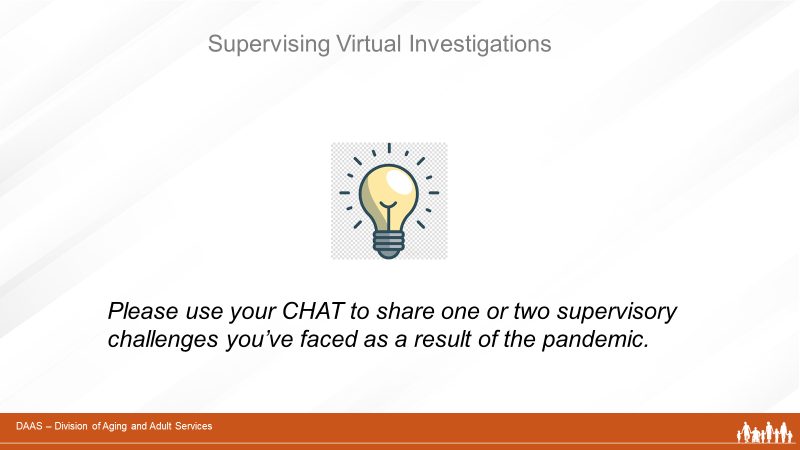 Supervising Virtual Investigations
Please use your CHAT to share one or two supervisory
challenges you’ve faced as a result of the pandemic.
DAAS – Division of Aging and Adult Services